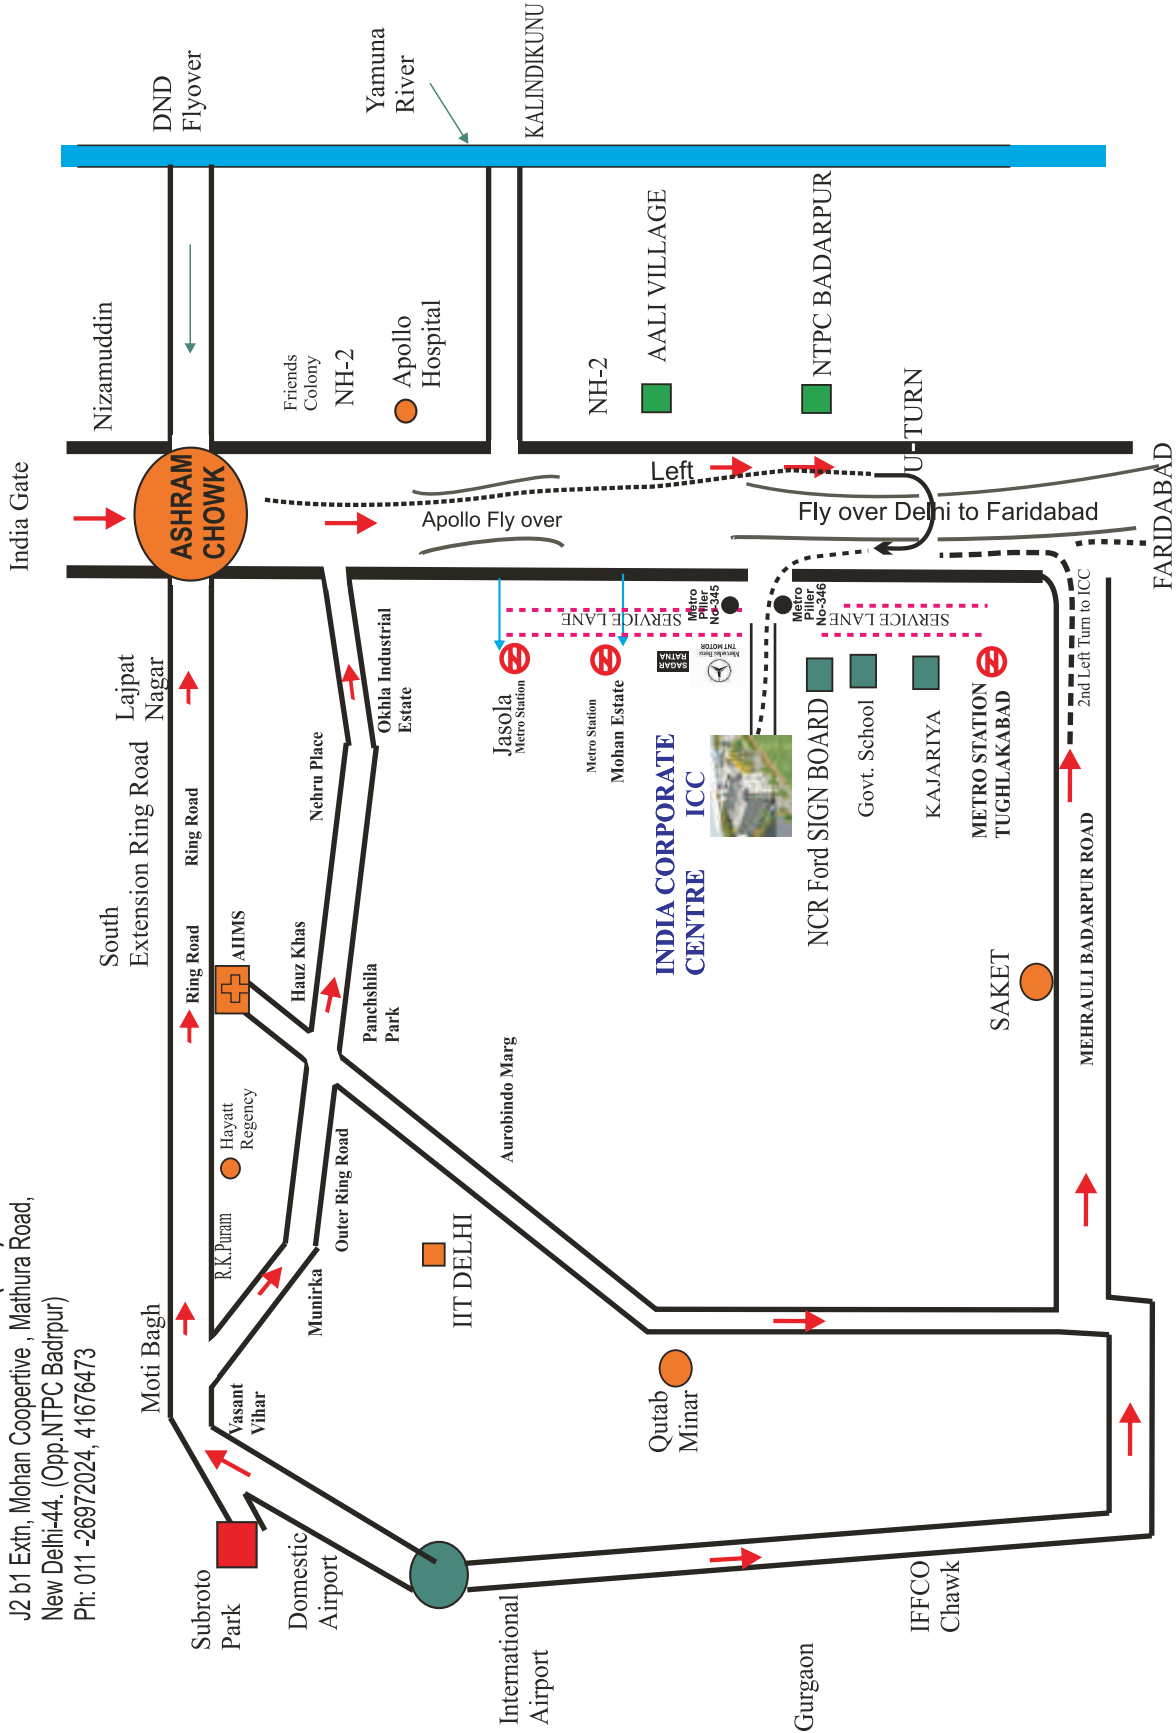 J2 b1 Extn, Mohan Coopertive , Mathura Road,
New Delhi-44. (Opp.NTPC Badrpur)
Ph: 011 -26972024, 41676473
India Gate
Nizamuddin
DND
Flyover
ASHRAM
CHOWK
Lajpat
Nagar
South
Extension Ring Road
Ring Road
Ring Road
Moti Bagh
Subroto
Park
Domestic
Airport
Vasant
Vihar
R.K.Puram
Hayatt
Regency
AIIMS
Hauz Khas
Nehru Place
Okhla Industrial
Estate
Panchshila
Park
Outer Ring Road
Munirka
Friends
Colony
NH-2
Apollo
Hospital
Yamuna
River
KALINDIKUNU
Apollo Fly over
Left
NH-2
AALI VILLAGE
NTPC BADARPUR
U- TURN
Fly over Delhi to Faridabad
FARIDABAD
2nd Left Turn to ICC
Jasola
Metro Station
Metro Station
Mohan Estate
SERVICE LANE
SERVICE LANE
Metro
Piller
No-345
Metro
Piller
No-346
SAGAR
RATNA
Mercedes Benz
TNT MOTOR
INDIA CORPORATE
CENTRE ICC
NCR Ford SIGN BOARD
Govt. School
KAJARIYA
METRO STATION
TUGHLAKABAD
Aurobindo Marg
IIT DELHI
Qutab
Minar
SAKET
MEHRAULI BADARPUR ROAD
International
Airport
Gurgaon
IFFCO
Chawk